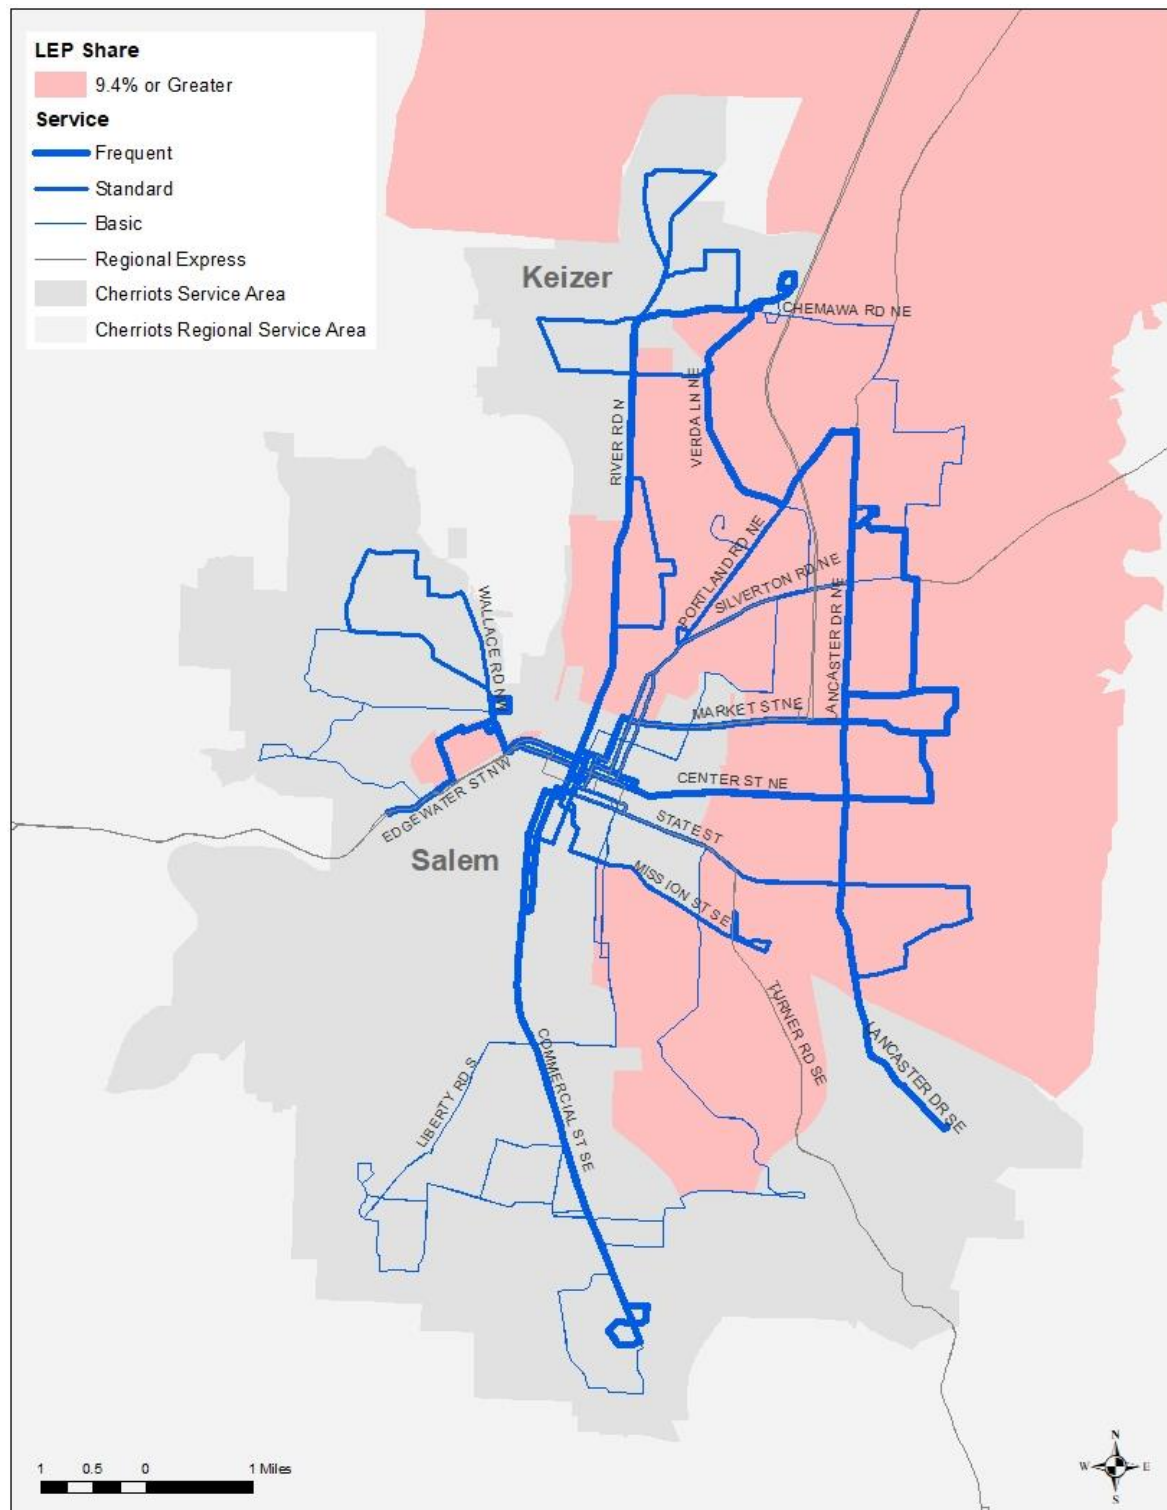 LEP Share
9.4% or Greater
Service
Frequent
Standard
Basic
Regional Express
Cherriots Service Area
Cherriots Regional Service Area
Keizer
CHEMAWA RD NE
RIVER RD N
VERDA LN NE
PORTLAND RD NE
SILVERTON RD NE
LANCASTER DR NE
WALLACE RD NW
MARKET ST NE
CENTER ST NE
EDGEWATER ST NW
STATE ST
Salem
MISSION ST SE
TURNER RD SE
LANCASTER DR SE
COMMERCIAL ST SE
LIBERTY RD S
1 0.5 0 1 Miles
N
W E
S